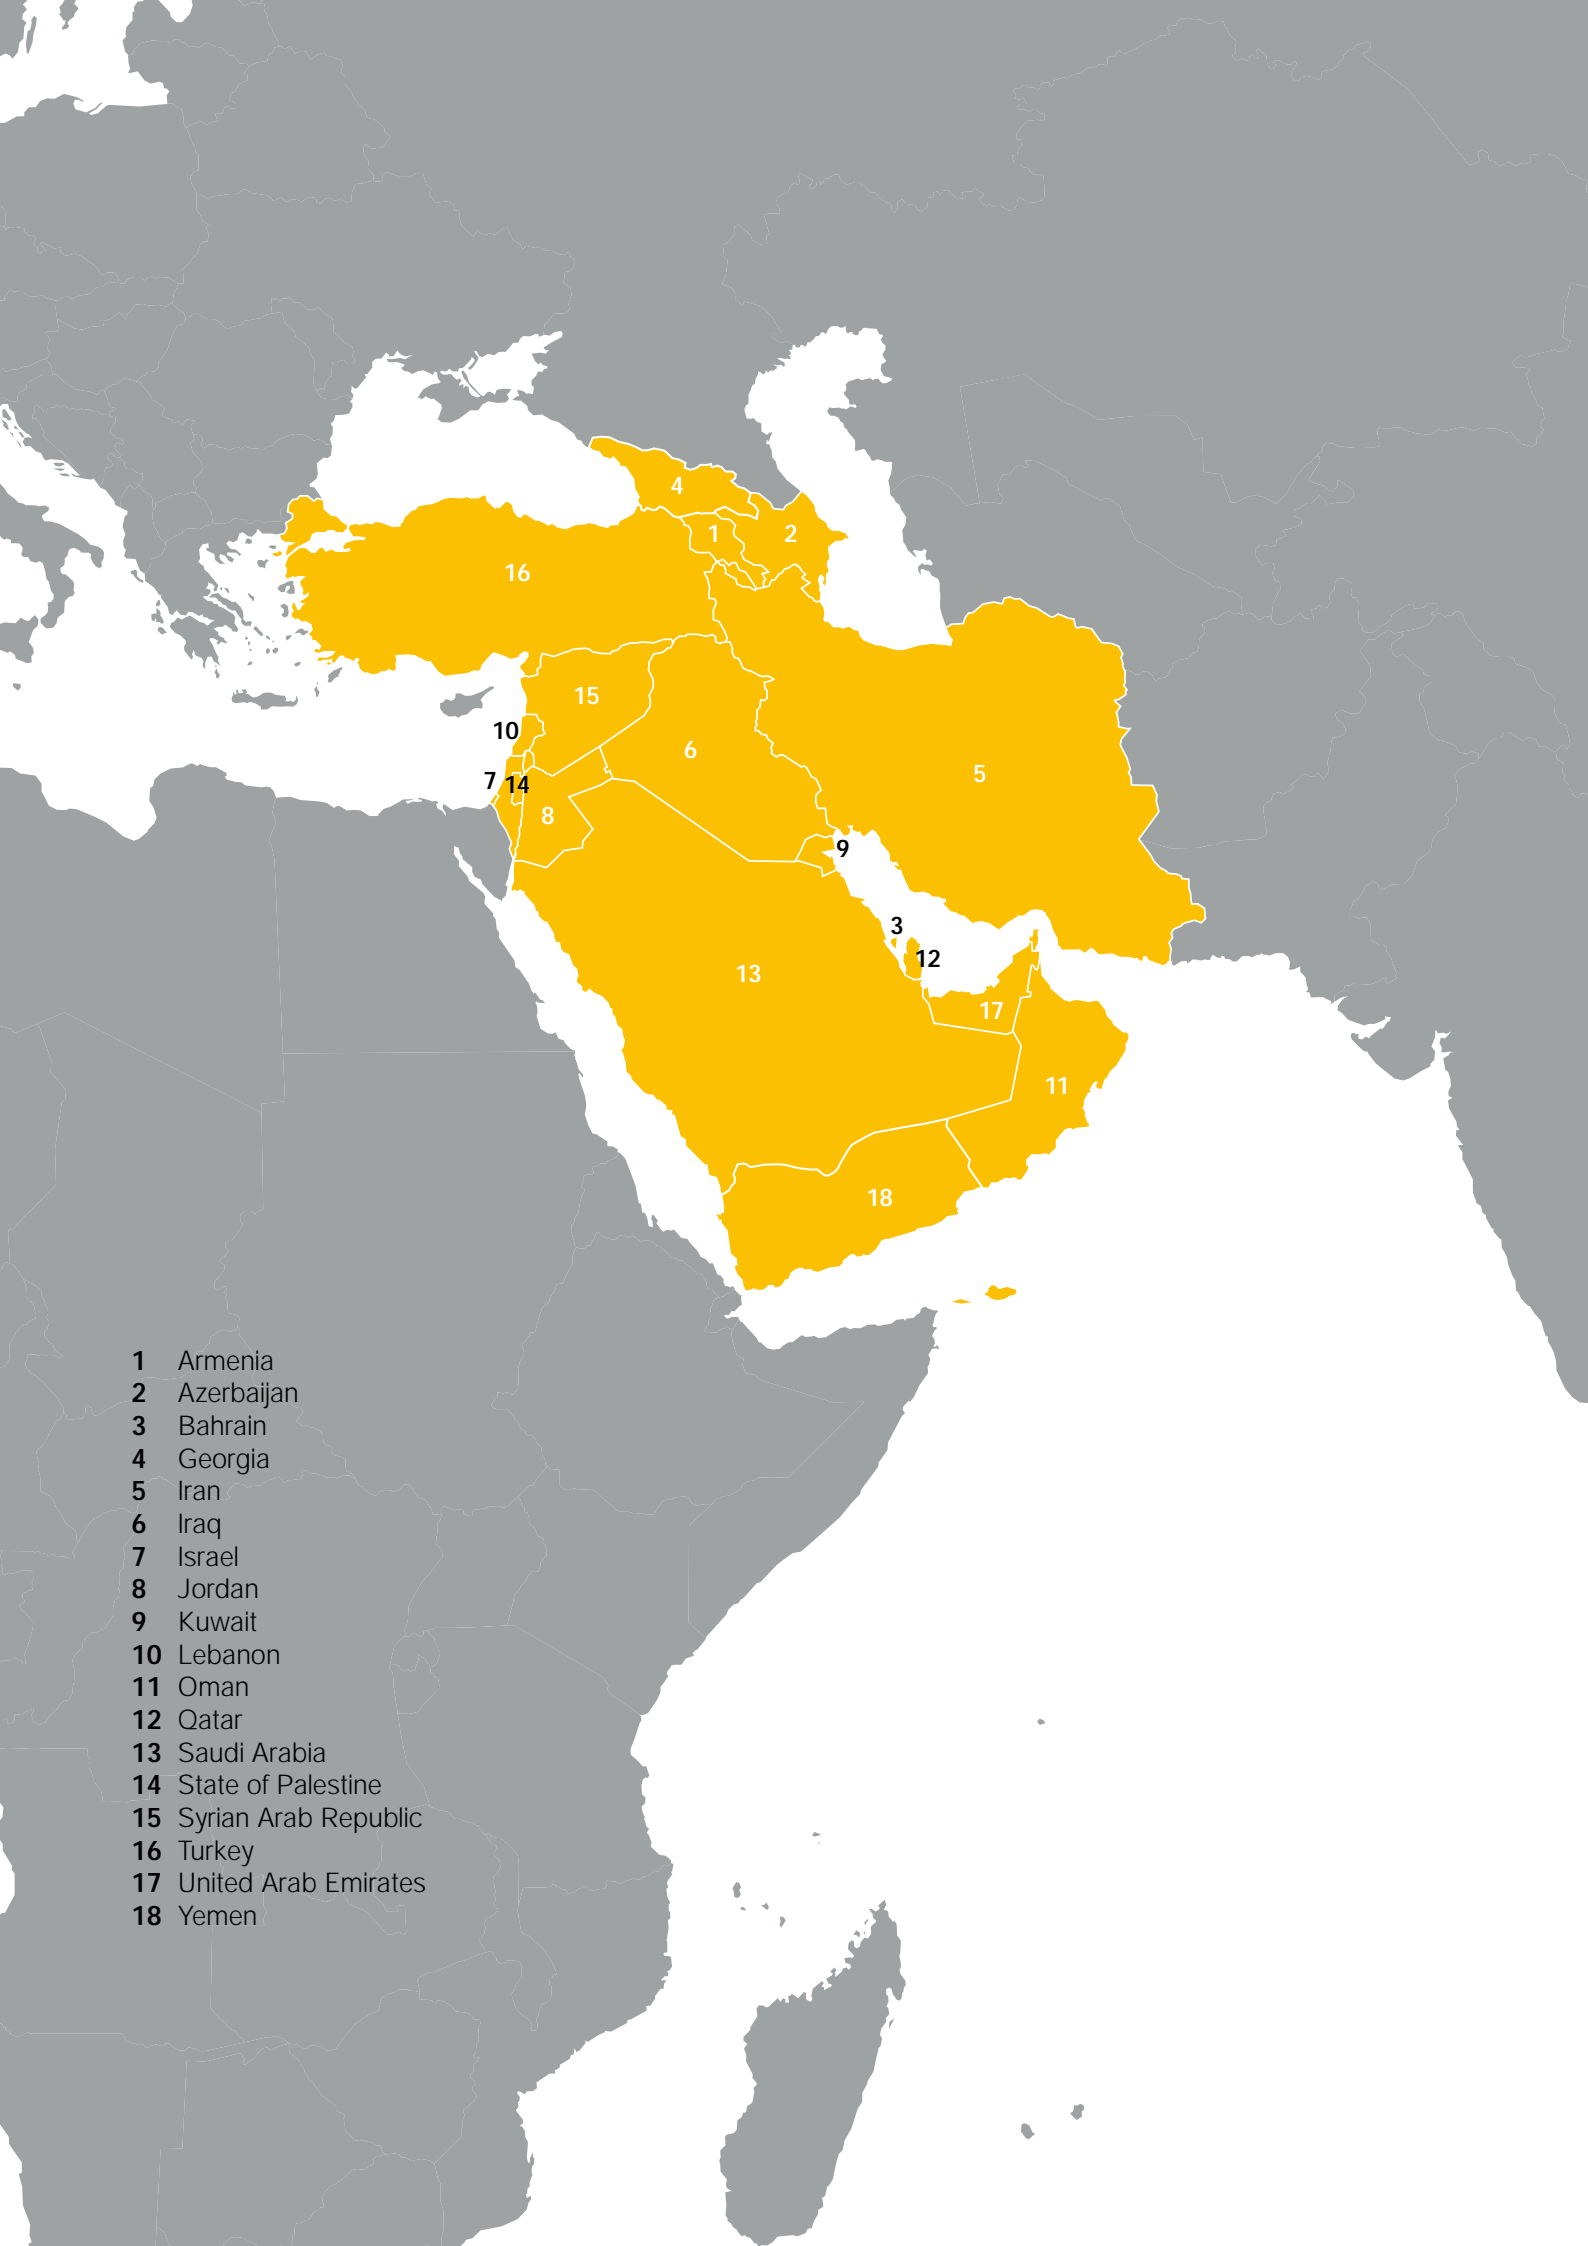 4
1
2
16
15
10
6
7
14
5
8
9
3
12
13
17
11
18
1 Armenia
2 Azerbaijan
3 Bahrain
4 Georgia
5 Iran
6 Iraq
7 Israel
8 Jordan
9 Kuwait
10 Lebanon
11 Oman
12 Qatar
13 Saudi Arabia
14 State of Palestine
15 Syrian Arab Republic
16 Turkey
17 United Arab Emirates
18 Yemen